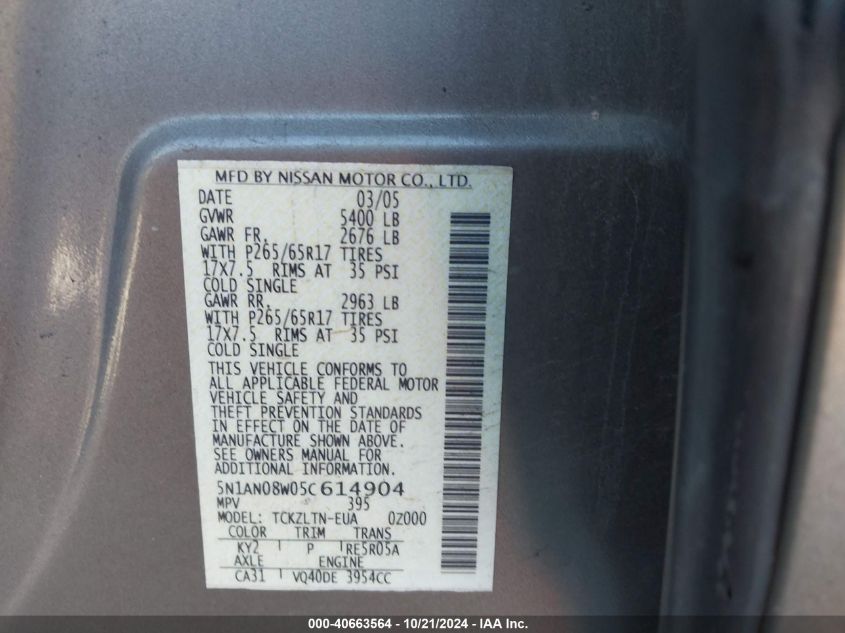 MFD BY NISSAN MOTOR CO., LTD.
DATE 03/05
GVWR 5400 LB
GAWR FR. 2676 LB
WITH P265/65R17 TIRES
17X7.5 RIMS AT 35 PSI
COLD SINGLE
GAWR RR. 2963 LB
WITH P265/65R17 TIRES
17X7.5 RIMS AT 35 PSI
COLD SINGLE
THIS VEHICLE CONFORMS TO
ALL APPLICABLE FEDERAL MOTOR
VEHICLE SAFETY AND
THEFT PREVENTION STANDARDS
IN EFFECT ON THE DATE OF
MANUFACTURE SHOWN ABOVE.
SEE OWNERS MANUAL FOR
ADDITIONAL INFORMATION.
5N1AN08W05C614904
MPV 395
MODEL: TCKZLTN-EUA 0Z000
COLOR TRIM TRANS
KY2 P RE5R05A
AXLE ENGINE
CA31 VQ40DE 3954CC
000-40663564 / 10/21/2024 - IAA Inc.